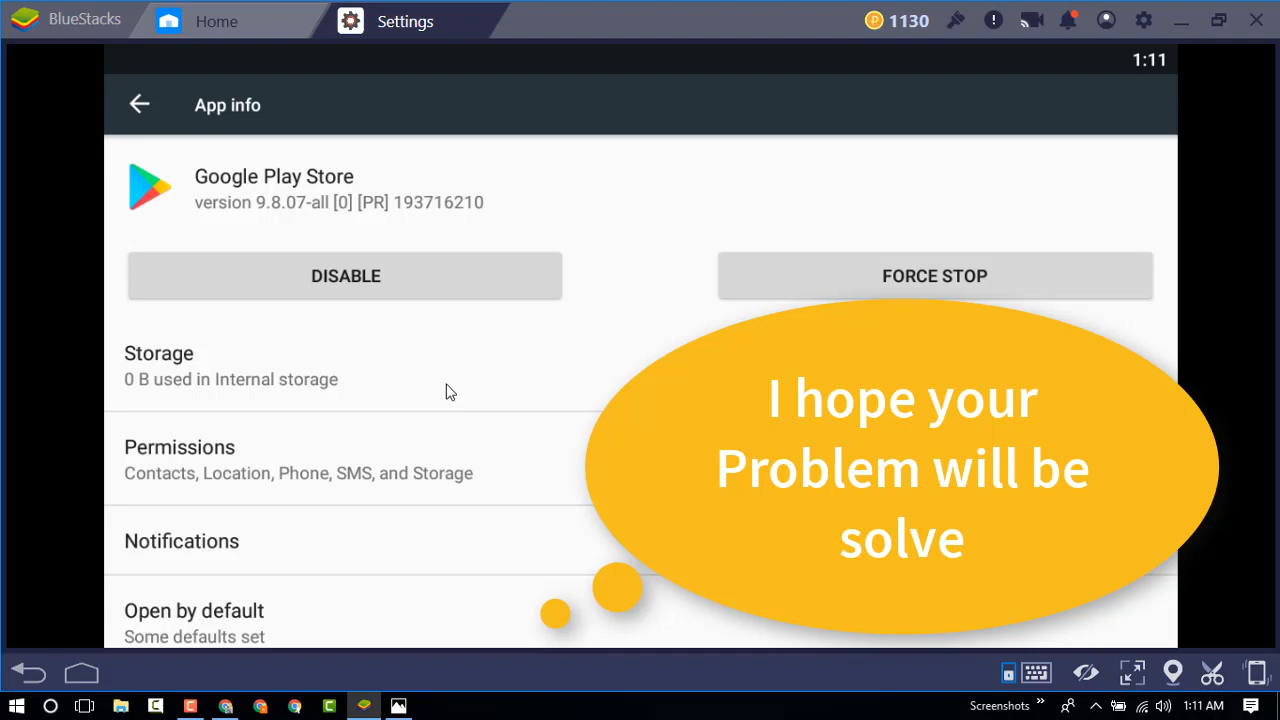 BlueStacks
Home
Settings
1130
1:11
App info
Google Play Store
version 9.8.07-all [0] [PR] 193716210
DISABLE
FORCE STOP
Storage
0 B used in Internal storage
Permissions
Contacts, Location, Phone, SMS, and Storage
Notifications
Open by default
Some defaults set
I hope your
Problem will be
solve
Screenshots
1:11 AM